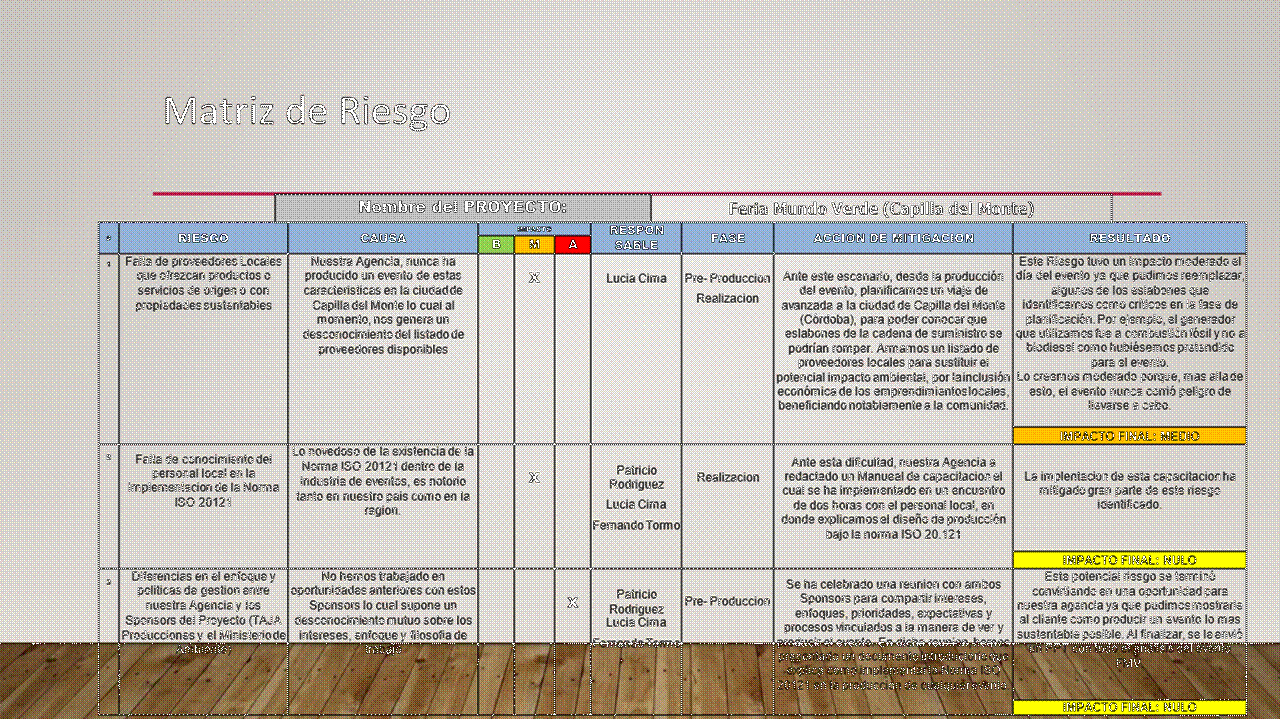 Matriz de Riesgo
Nombre del PROYECTO:
Feria Mundo Verde (Capilla del Monte)
# RIESGO CAUSA IMPACTO RESPON SABLE FASE ACCION DE MITIGACION RESULTADO
B M A
1
Falla de proveedores Locales
que ofrezcan productos o
servicios de origen o con
propiedades sustentables
Nuestra Agencia, nunca ha
producido un evento de estas
características en la ciudad de
Capilla del Monte lo cual al
momento, nos genera un
desconocimiento del listado de
proveedores disponibles
X
Lucia Cima
Pre- Produccion
Realizacion
Ante este escenario, desde la producción
del evento, planificamos un viaje de
avanzada a la ciudad de Capilla del Monte
(Córdoba), para poder conocer que
eslabones de la cadena de suministro se
podrían romper. Armamos un listado de
proveedores locales para sustituir el
potencial impacto ambiental, por la inclusión
económica de los emprendimientos locales,
beneficiando notablemente a la comunidad.
Este Riesgo tuvo un impacto moderado al
día del evento ya que pudimos reemplazar,
algunos de los eslabones que
identificamos como críticos en la fase de
planificación. Por ejemplo, el generador
que utilizamos fue a combustión fósil y no a
biodiessl como hubiésemos pretendido
para el evento.
Lo creemos moderado porque, mas alla de
esto, el evento nunca corrió peligro de
llevarse a cabo.
IMPACTO FINAL: MEDIO
2
Falta de conocimiento del
personal local en la
Implementacion de la Norma
ISO 20121
Lo novedoso de la existencia de la
Norma ISO 20121 dentro de la
industria de eventos, es notorio
tanto en nuestro pais como en la
region.
X
Patricio
Rodriguez
Lucia Cima
Fernando Tormo
Realizacion
Ante esta dificultad, nuestra Agencia a
redactado un Manueal de capacitacion el
cual se ha implementado en un encuentro
de dos horas con el personal local, en
donde explicamos el diseño de producción
bajo la norma ISO 20.121
La implentacion de esta capacitacion ha
mitigado gran parte de este riesgo
identificado.
IMPACTO FINAL: NULO
3
Diferencias en el enfoque y
politicas de gestion entre
nuestra Agencia y los
Sponsors del Proyecto (TAJA
Producciones y el Ministerio de
Ambiente)
No hemos trabajado en
oportunidades anteriores con estos
Sponsors lo cual supone un
desconocimiento mutuo sobre los
intereses, enfoque y filosofia de
trabajo
X
Patricio
Rodriguez
Lucia Cima
Fernando Tormo
Pre- Produccion
Se ha celebrado una reunion con ambos
Sponsors para compartir intereses,
enfoques, prioridades, expectativas y
procesos vinculados a la manera de ver y
Este potencial riesgo se terminó
convirtiendo en una oportunidad para
nuestra agencia ya que pudimos mostrarle
al cliente como producir un evento lo mas
sustentable posible. Al finalizar, se la envió
IMPACTO FINAL: NULO